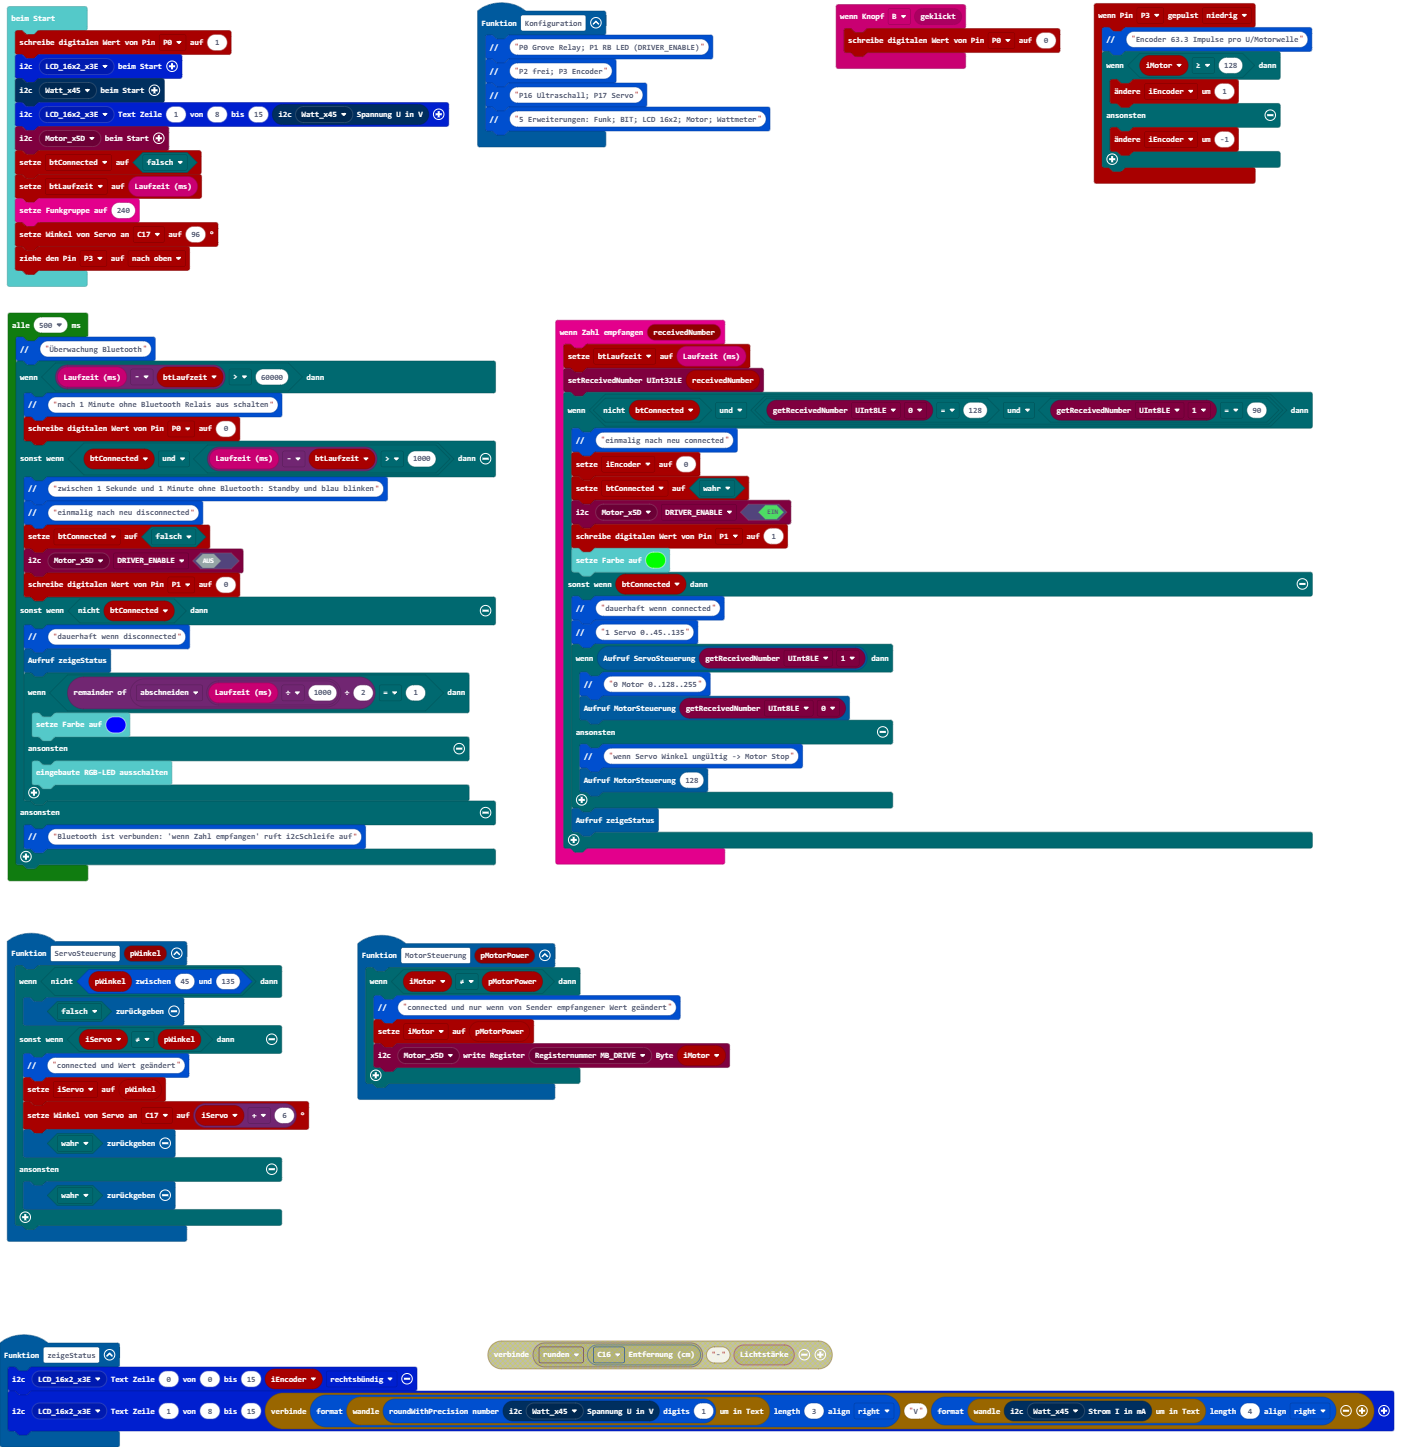 beim Start
schreibe digitalen Wert von Pin P0 auf 1
i2c LCD_16x2_x3E beim Start
i2c Watt_x45 beim Start
i2c LCD_16x2_x3E Text Zeile 1 von 8 bis 15 i2c Watt_x45 Spannung U in V
i2c Motor_x5D beim Start
setze btConnected auf falsch
setze btLaufzeit auf Laufzeit (ms)
setze Funkgruppe auf 240
setze Winkel von Servo an C17 auf 96 °
ziehe den Pin P3 auf nach oben
Funktion Konfiguration
// "P0 Grove Relay; P1 RB LED (DRIVER_ENABLE)"
// "P2 frei; P3 Encoder"
// "P16 Ultraschall; P17 Servo"
// "5 Erweiterungen: Funk; BIT; LCD 16x2; Motor; Wattmeter"
wenn Knopf B geklickt
schreibe digitalen Wert von Pin P0 auf 0
wenn Pin P3 gepulst niedrig
// "Encoder 63.3 Impulse pro U/Motorwelle"
wenn iMotor ≥ 128 dann
ändere iEncoder um 1
ansonsten
ändere iEncoder um -1
alle 500 ms
// "Überwachung Bluetooth"
wenn Laufzeit (ms) - btLaufzeit > 60000 dann
// "nach 1 Minute ohne Bluetooth Relais aus schalten"
schreibe digitalen Wert von Pin P0 auf 0
sonst wenn btConnected und Laufzeit (ms) - btLaufzeit > 1000 dann
// "zwischen 1 Sekunde und 1 Minute ohne Bluetooth: Standby und blau blinken"
// "einmalig nach neu disconnected"
setze btConnected auf falsch
i2c Motor_x5D DRIVER_ENABLE AUS
schreibe digitalen Wert von Pin P1 auf 0
sonst wenn nicht btConnected dann
// "dauerhaft wenn disconnected"
Aufruf zeigeStatus
wenn remainder of abschneiden Laufzeit (ms) ÷ 1000 ÷ 2 = 1 dann
setze Farbe auf
ansonsten
eingebaute RGB-LED ausschalten
ansonsten
// "Bluetooth ist verbunden: 'wenn Zahl empfangen' ruft i2cSchleife auf"
wenn Zahl empfangen receivedNumber
setze btLaufzeit auf Laufzeit (ms)
setReceivedNumber UInt32LE receivedNumber
wenn nicht btConnected und getReceivedNumber UInt8LE 0 = 128 und getReceivedNumber UInt8LE 1 = 90 dann
// "einmalig nach neu connected"
setze iEncoder auf 0
setze btConnected auf wahr
i2c Motor_x5D DRIVER_ENABLE EIN
schreibe digitalen Wert von Pin P1 auf 1
setze Farbe auf
sonst wenn btConnected dann
// "dauerhaft wenn connected"
// "1 Servo 0..45..135"
wenn Aufruf ServoSteuerung getReceivedNumber UInt8LE 1 dann
// "0 Motor 0..128..255"
Aufruf MotorSteuerung getReceivedNumber UInt8LE 0
ansonsten
// "wenn Servo Winkel ungültig -> Motor Stop"
Aufruf MotorSteuerung 128
Aufruf zeigeStatus
Funktion ServoSteuerung pWinkel
wenn nicht pWinkel zwischen 45 und 135 dann
falsch zurückgeben
sonst wenn iServo ≠ pWinkel dann
// "connected und Wert geändert"
setze iServo auf pWinkel
setze Winkel von Servo an C17 auf iServo + 6 °
wahr zurückgeben
ansonsten
wahr zurückgeben
Funktion MotorSteuerung pMotorPower
wenn iMotor ≠ pMotorPower dann
// "connected und nur wenn von Sender empfangener Wert geändert"
setze iMotor auf pMotorPower
i2c Motor_x5D write Register Registernummer MB_DRIVE Byte iMotor
verbinde runden C16 Entfernung (cm) "-" Lichtstärke
Funktion zeigeStatus
i2c LCD_16x2_x3E Text Zeile 0 von 0 bis 15 iEncoder rechtsbündig
i2c LCD_16x2_x3E Text Zeile 1 von 8 bis 15 verbinde format wandle roundWithPrecision number i2c Watt_x45 Spannung U in V digits 1 um in Text length 3 align right "V" format wandle i2c Watt_x45 Strom I in mA um in Text length 4 align right